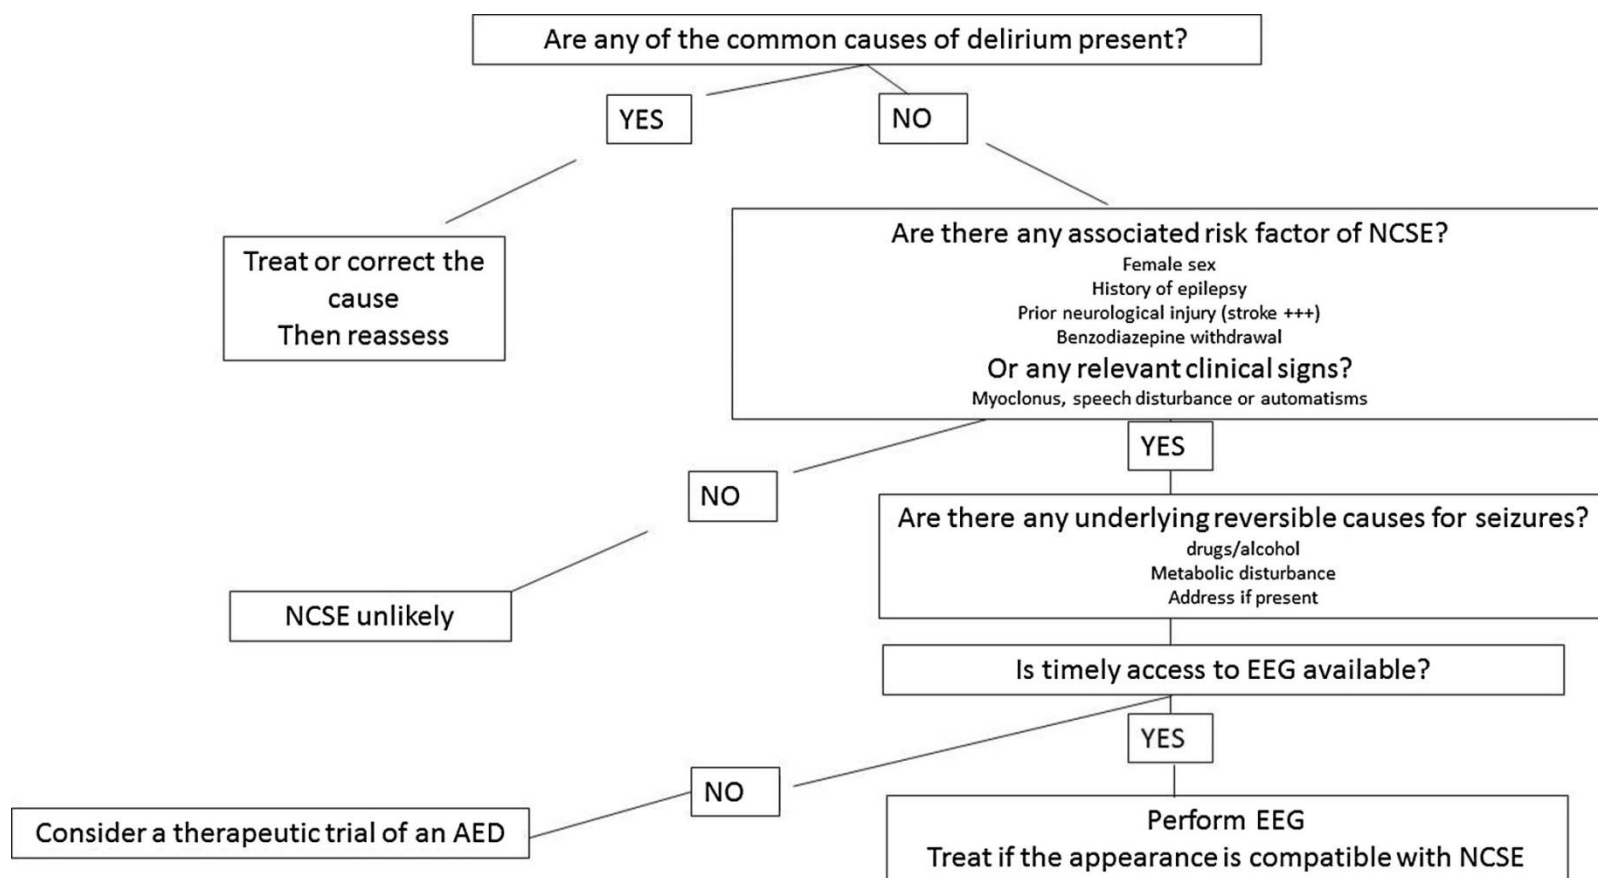 Are any of the common causes of delirium present?
YES
NO
Treat or correct the
cause
Then reassess
Are there any associated risk factor of NCSE?
Female sex
History of epilepsy
Prior neurological injury (stroke +++)
Benzodiazepine withdrawal
Or any relevant clinical signs?
Myoclonus, speech disturbance or automatisms
NO
YES
NCSE unlikely
Are there any underlying reversible causes for seizures?
drugs/alcohol
Metabolic disturbance
Address if present
Is timely access to EEG available?
NO
YES
Consider a therapeutic trial of an AED
Perform EEG
Treat if the appearance is compatible with NCSE